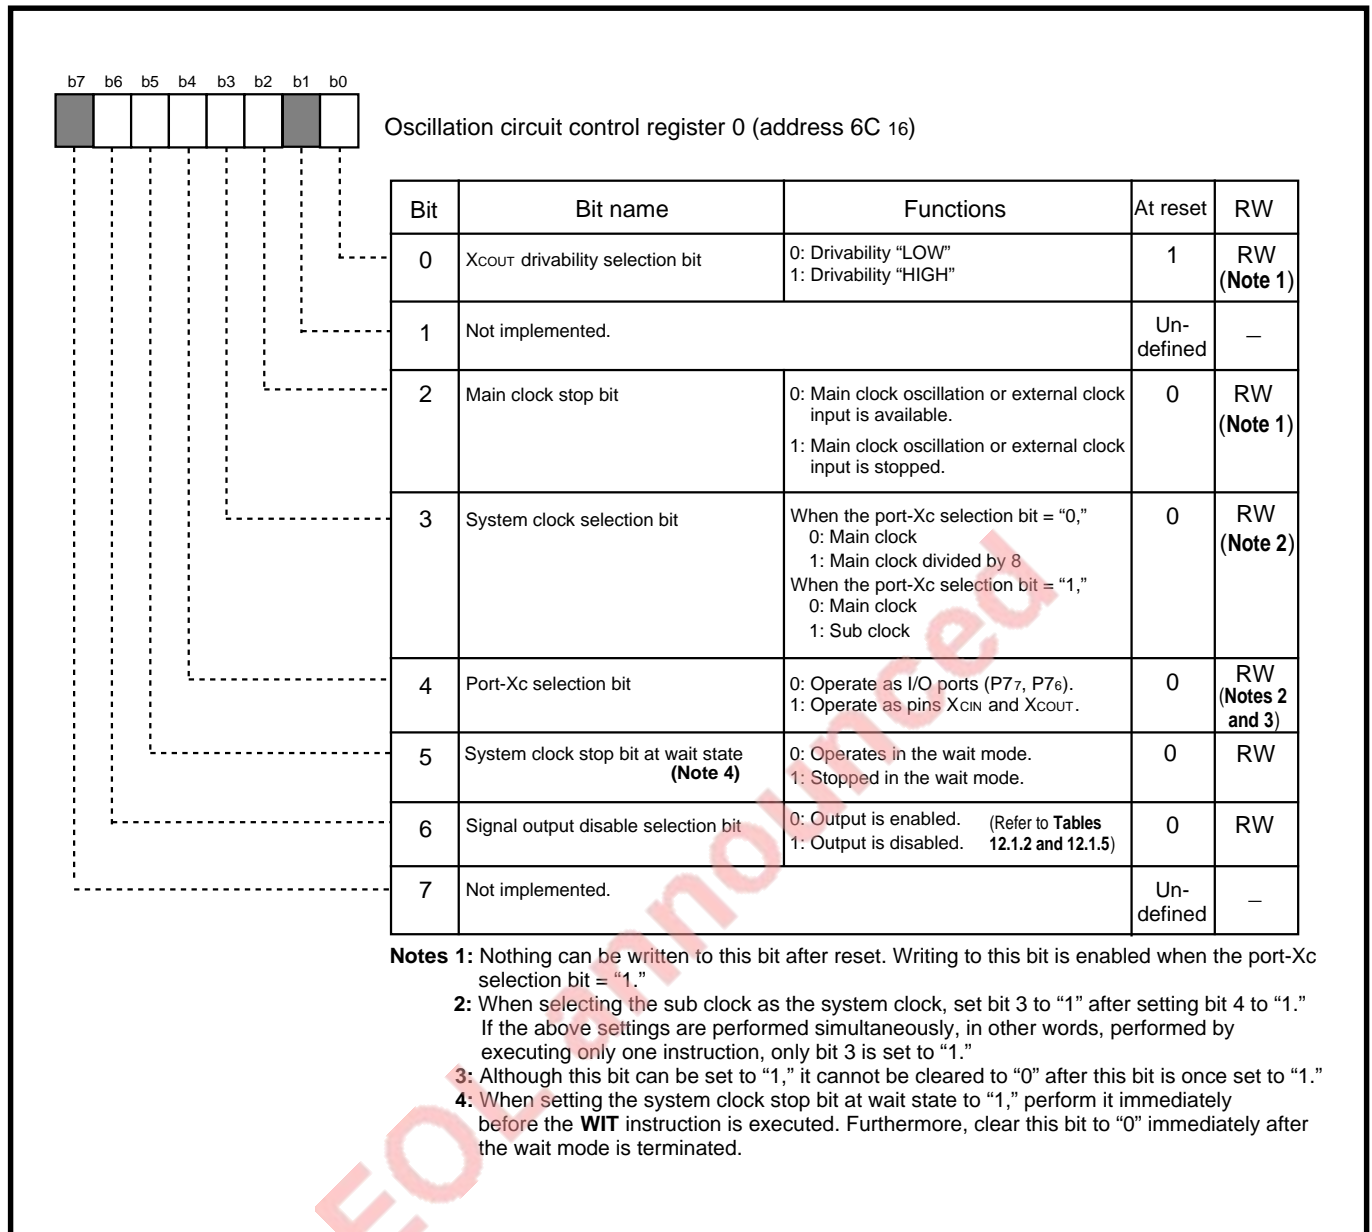 b7 b6 b5 b4 b3 b2 b1 b0
Oscillation circuit control register 0 (address 6C 16)
Bit Bit name Functions At reset RW
0 XCOUT drivability selection bit 0: Drivability “LOW” 1 RW
1: Drivability “HIGH” (Note 1)
1 Not implemented. Un- –
defined
2 Main clock stop bit 0: Main clock oscillation or external clock 0 RW
input is available. (Note 1)
1: Main clock oscillation or external clock
input is stopped.
3 System clock selection bit When the port-Xc selection bit = “0,” 0 RW
0: Main clock (Note 2)
1: Main clock divided by 8
When the port-Xc selection bit = “1,”
0: Main clock
1: Sub clock
4 Port-Xc selection bit 0: Operate as I/O ports (P77, P76). 0 RW
1: Operate as pins XCIN and XCOUT. (Notes 2
and 3)
5 System clock stop bit at wait state 0: Operates in the wait mode. 0 RW
(Note 4) 1: Stopped in the wait mode.
6 Signal output disable selection bit 0: Output is enabled. (Refer to Tables 0 RW
1: Output is disabled. 12.1.2 and 12.1.5)
7 Not implemented. Un- –
defined
Notes 1: Nothing can be written to this bit after reset. Writing to this bit is enabled when the port-Xc
selection bit = “1.”
2: When selecting the sub clock as the system clock, set bit 3 to “1” after setting bit 4 to “1.”
If the above settings are performed simultaneously, in other words, performed by
executing only one instruction, only bit 3 is set to “1.”
3: Although this bit can be set to “1,” it cannot be cleared to “0” after this bit is once set to “1.”
4: When setting the system clock stop bit at wait state to “1,” perform it immediately
before the WIT instruction is executed. Furthermore, clear this bit to “0” immediately after
the wait mode is terminated.
EOL announced